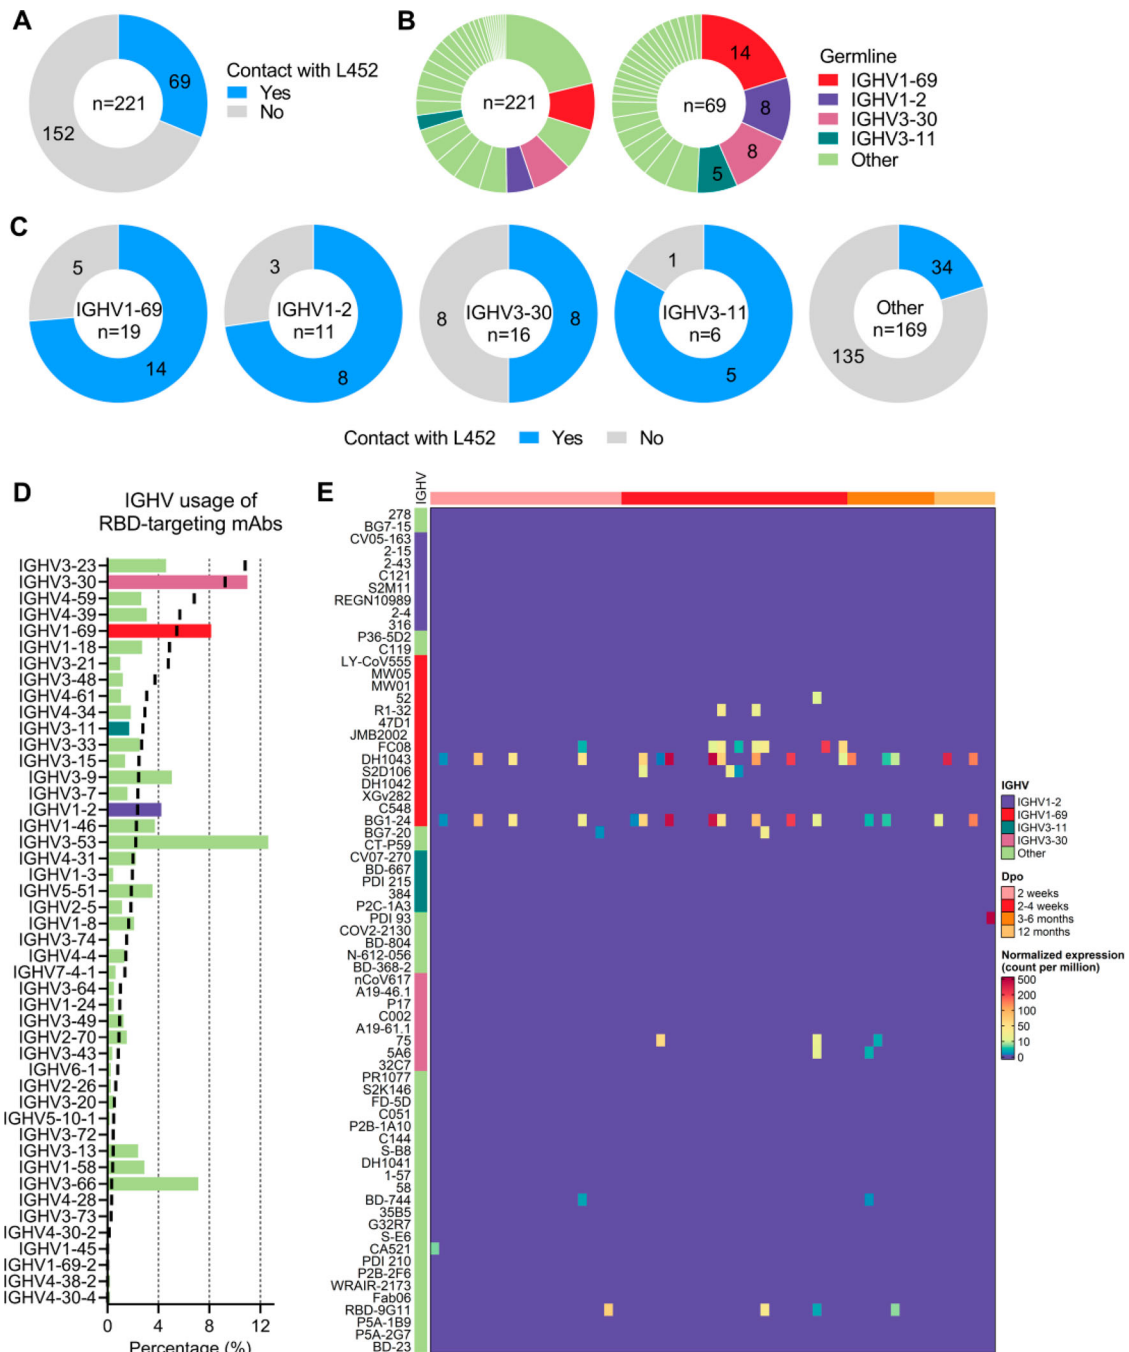 A
69
152
n=221
Contact with L452
Yes
No
B
n=221
14
8
8
5
n=69
Germline
IGHV1-69
IGHV1-2
IGHV3-30
IGHV3-11
Other
C
5
IGHV1-69
n=19
14
3
IGHV1-2
n=11
8
8
IGHV3-30
n=16
8
1
IGHV3-11
n=6
5
34
Other
n=169
135
Contact with L452
Yes
No
D
IGHV usage of
RBD-targeting mAbs
IGHV3-23
IGHV3-30
IGHV4-59
IGHV4-39
IGHV1-69
IGHV1-18
IGHV3-21
IGHV3-48
IGHV4-61
IGHV4-34
IGHV3-11
IGHV3-33
IGHV3-15
IGHV3-9
IGHV3-7
IGHV1-2
IGHV1-46
IGHV3-53
IGHV4-31
IGHV1-3
IGHV5-51
IGHV2-5
IGHV1-8
IGHV3-74
IGHV4-4
IGHV7-4-1
IGHV3-64
IGHV1-24
IGHV3-49
IGHV2-70
IGHV3-43
IGHV6-1
IGHV2-26
IGHV3-20
IGHV5-10-1
IGHV3-72
IGHV3-13
IGHV1-58
IGHV3-66
IGHV4-28
IGHV3-73
IGHV4-30-2
IGHV1-45
IGHV1-69-2
IGHV4-38-2
IGHV4-30-4
0
4
8
12
Percentage (%)
E
IGHV
278
BG7-15
CV05-163
2-15
2-43
C121
S2M11
REGN10989
2-4
316
P36-5D2
C119
LY-CoV555
MW05
MW01
52
R1-32
47D1
JMB2002
FC08
DH1043
S2D106
DH1042
XGv282
C548
BG1-24
BG7-20
CT-P59
CV07-270
BD-667
PDI 215
384
P2C-1A3
PDI 93
COV2-2130
BD-804
N-612-056
BD-368-2
nCoV617
A19-46.1
P17
C002
A19-61.1
75
5A6
32C7
PR1077
S2K146
FD-5D
C051
P2B-1A10
C144
S-B8
DH1041
1-57
58
BD-744
35B5
G32R7
S-E6
CA521
PDI 210
P2B-2F6
WRAIR-2173
Fab06
RBD-9G11
P5A-1B9
P5A-2G7
BD-23
IGHV
IGHV1-2
IGHV1-69
IGHV3-11
IGHV3-30
Other
Dpo
2 weeks
2-4 weeks
3-6 months
12 months
Normalized expression
(count per million)
500
200
100
50
10
0